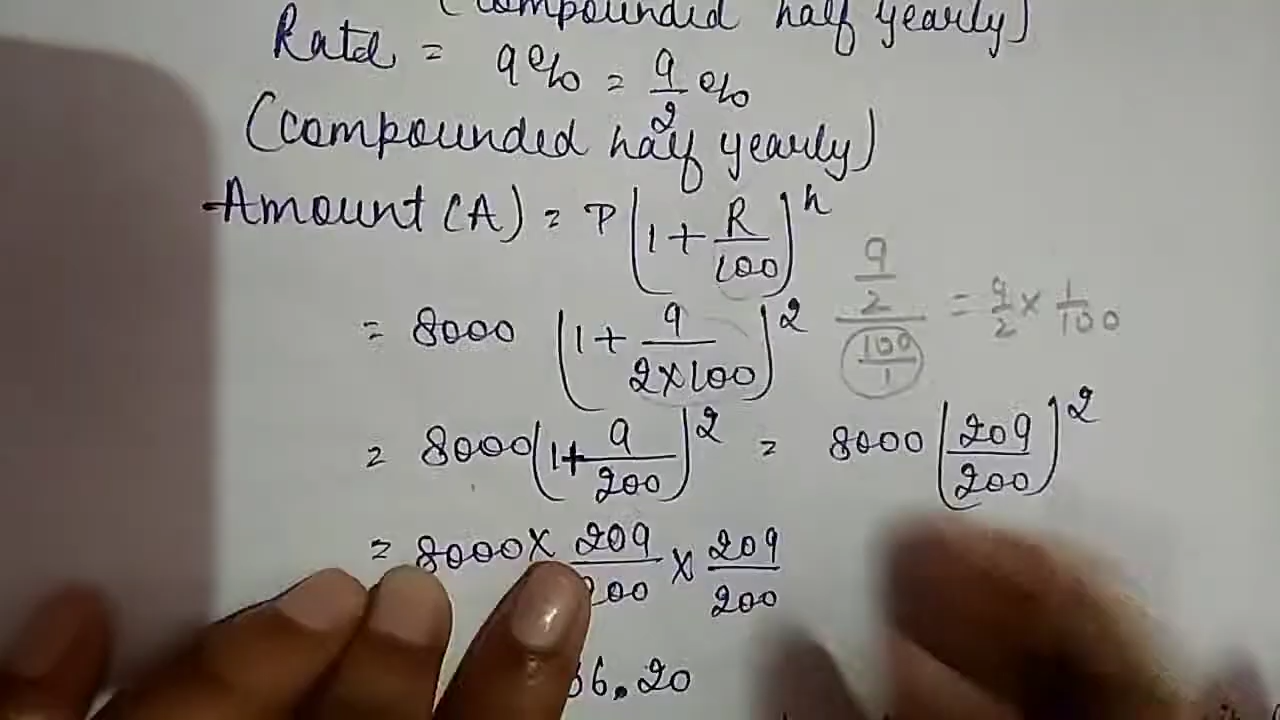 (Compounded half yearly)
Rate = 9% = 9/2 %
(Compounded half yearly)
Amount (A) = P (1 + R/100)^n
= 8000 (1 + 9/2×100)^2
9/2 / 100/1 = 9/2 × 1/100
= 8000 (1 + 9/200)^2 = 8000 (209/200)^2
= 8000 × 209/200 × 209/200
36.20